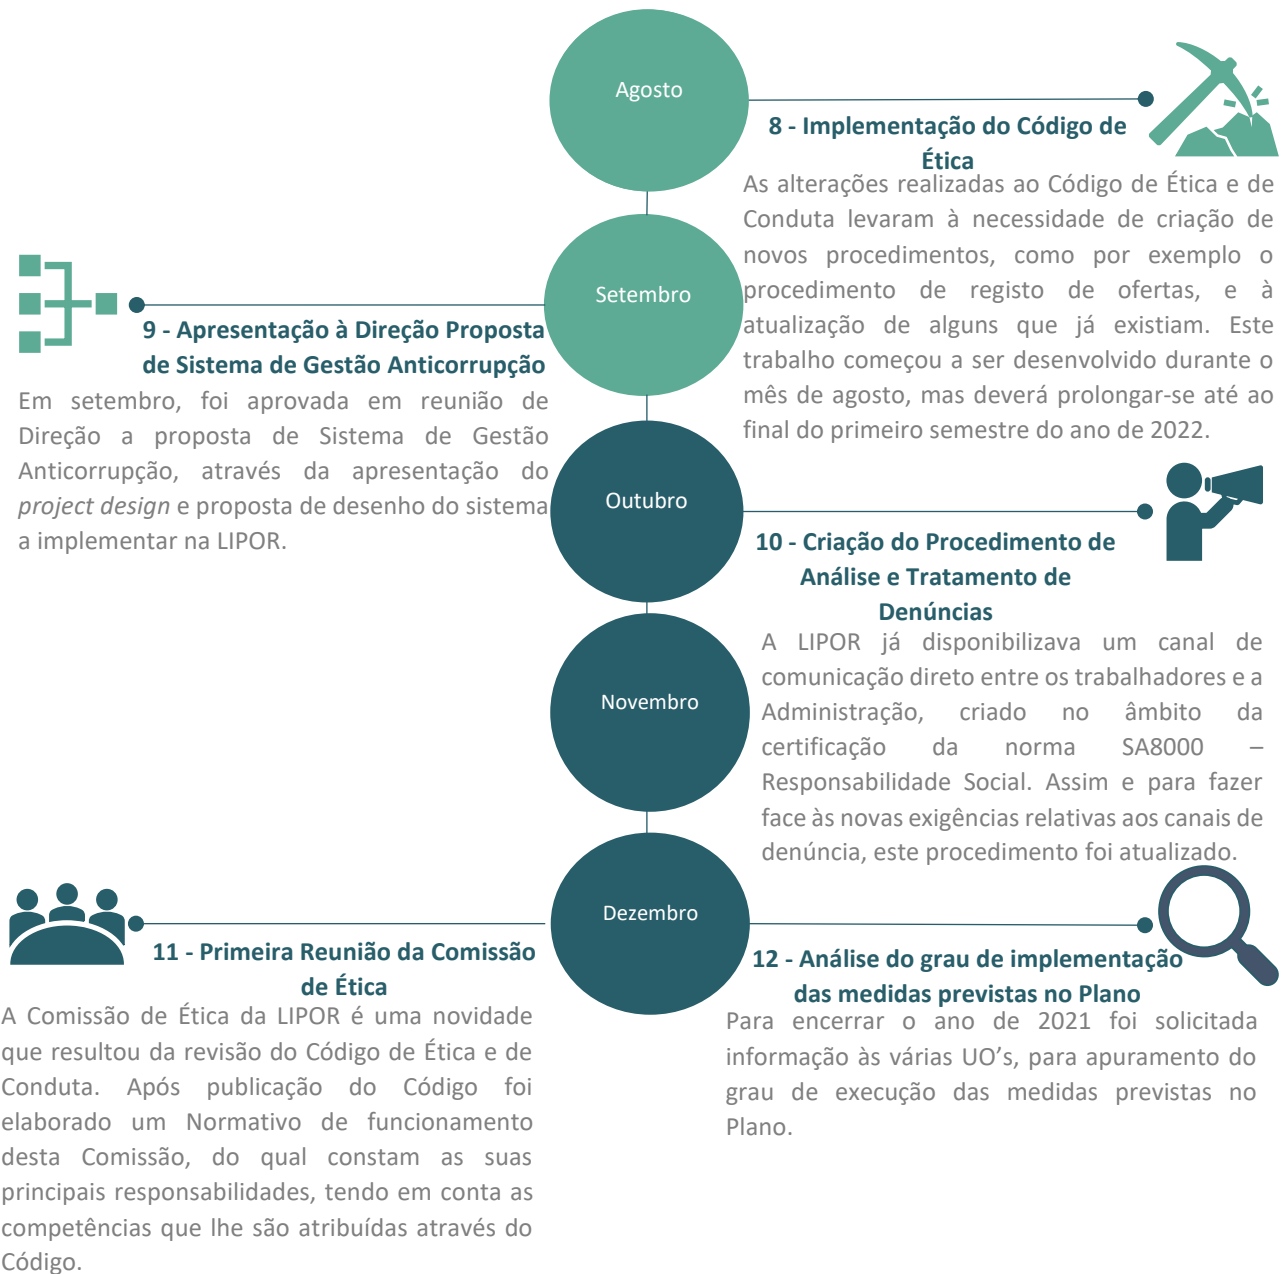 Agosto
8 - Implementação do Código de
Ética
As alterações realizadas ao Código de Ética e de
Conduta levaram à necessidade de criação de
novos procedimentos, como por exemplo o
procedimento de registo de ofertas, e à
atualização de alguns que já existiam. Este
trabalho começou a ser desenvolvido durante o
mês de agosto, mas deverá prolongar-se até ao
final do primeiro semestre do ano de 2022.
Setembro
9 - Apresentação à Direção Proposta
de Sistema de Gestão Anticorrupção
Em setembro, foi aprovada em reunião de
Direção a proposta de Sistema de Gestão
Anticorrupção, através da apresentação do
project design e proposta de desenho do sistema
a implementar na LIPOR.
Outubro
10 - Criação do Procedimento de
Análise e Tratamento de
Denúncias
A LIPOR já disponibilizava um canal de
comunicação direto entre os trabalhadores e a
Administração, criado no âmbito da
certificação da norma SA8000 –
Responsabilidade Social. Assim e para fazer
face às novas exigências relativas aos canais de
denúncia, este procedimento foi atualizado.
Novembro
Dezembro
11 - Primeira Reunião da Comissão
de Ética
A Comissão de Ética da LIPOR é uma novidade
que resultou da revisão do Código de Ética e de
Conduta. Após publicação do Código foi
elaborado um Normativo de funcionamento
desta Comissão, do qual constam as suas
principais responsabilidades, tendo em conta as
competências que lhe são atribuídas através do
Código.
12 - Análise do grau de implementação
das medidas previstas no Plano
Para encerrar o ano de 2021 foi solicitada
informação às várias UO’s, para apuramento do
grau de execução das medidas previstas no
Plano.